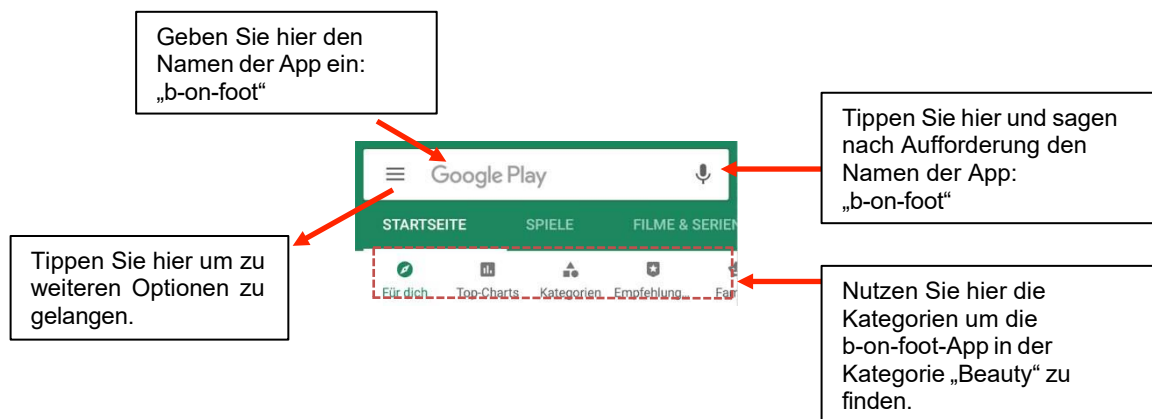 Geben Sie hier den
Namen der App ein:
„b-on-foot“
Tippen Sie hier und sagen
nach Aufforderung den
Namen der App:
„b-on-foot“
Google Play
STARTSEITE SPIELE FILME & SERIEN
Für dich Top-Charts Kategorien Empfehlung...
Tippen Sie hier um zu
weiteren Optionen zu
gelangen.
Nutzen Sie hier die
Kategorien um die
b-on-foot-App in der
Kategorie „Beauty“ zu
finden.